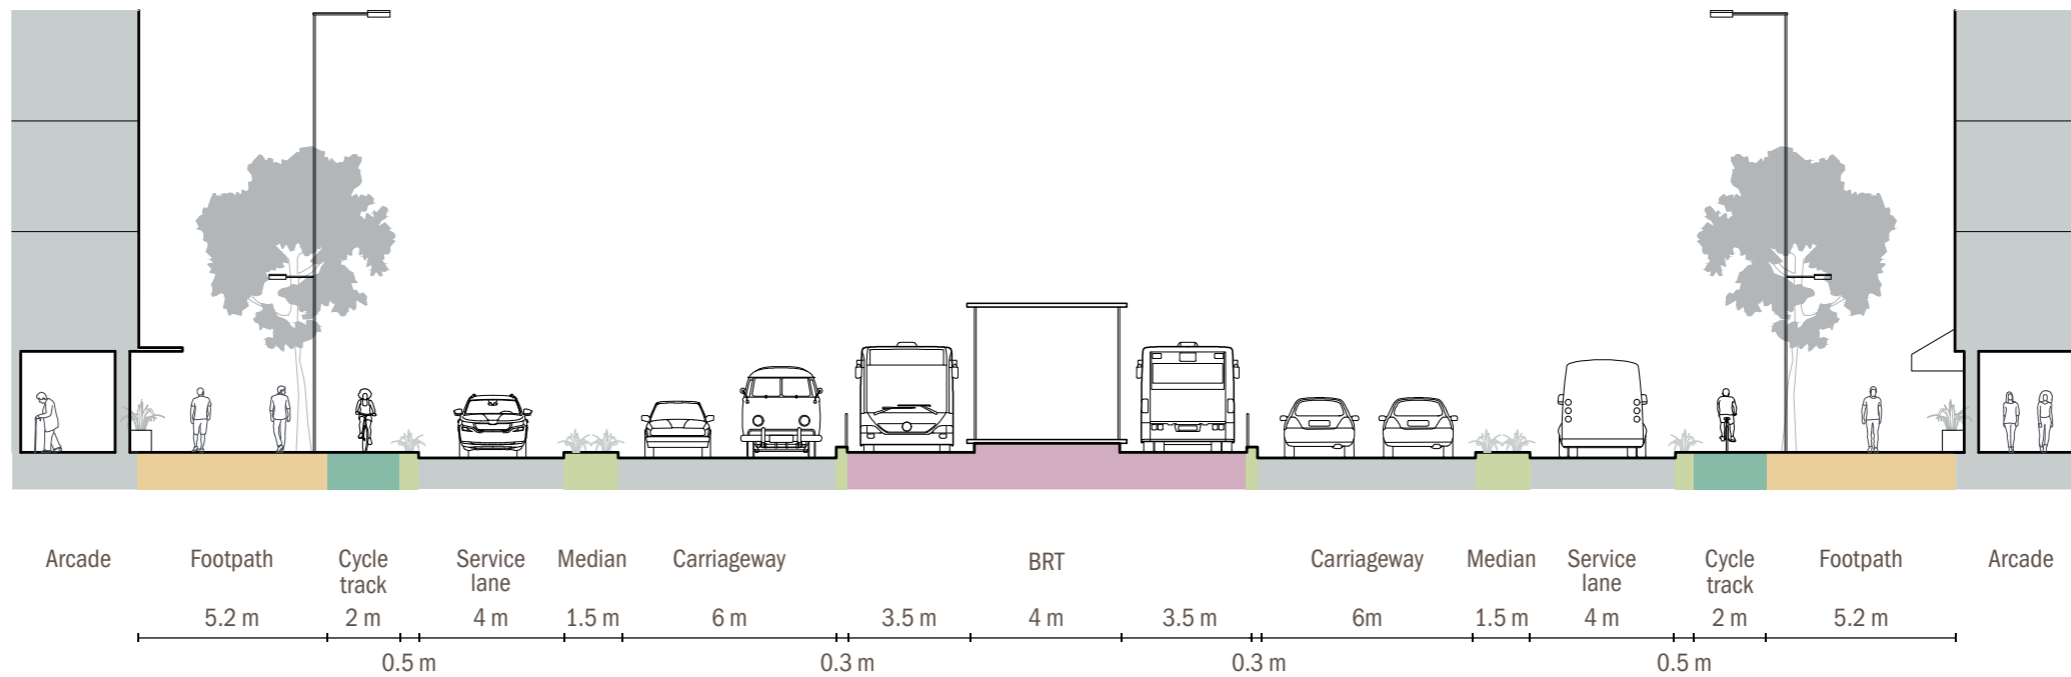 Arcade
Footpath
Cycle
track
Service
lane
Median
Carriageway
BRT
Carriageway
Median
Service
lane
Cycle
track
Footpath
Arcade
5.2 m
2 m
4 m
1.5 m
6 m
3.5 m
4 m
3.5 m
6m
1.5 m
4 m
2 m
5.2 m
0.5 m
0.3 m
0.3 m
0.5 m